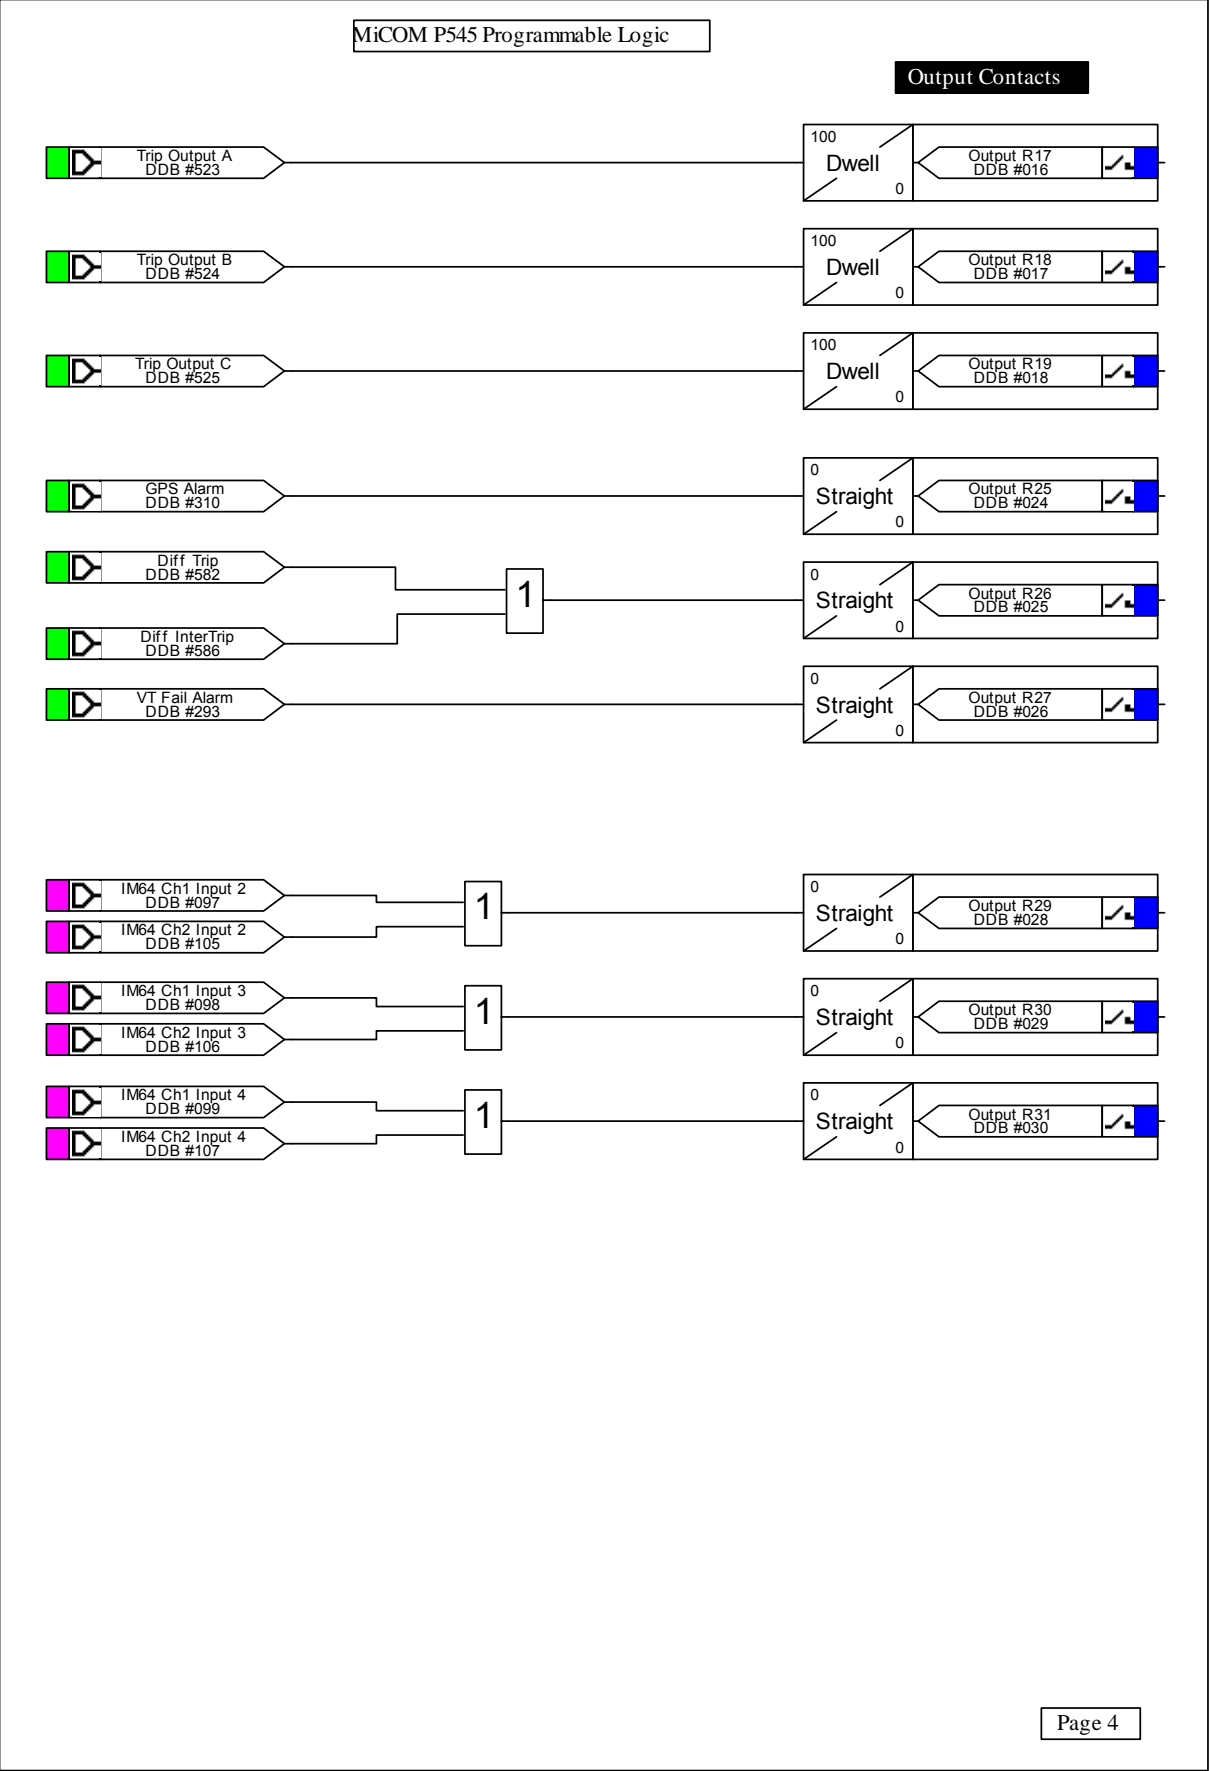 MiCOM P545 Programmable Logic
Output Contacts
Trip Output A
DDB #523
100
Dwell
0
Output R17
DDB #016
Trip Output B
DDB #524
100
Dwell
0
Output R18
DDB #017
Trip Output C
DDB #525
100
Dwell
0
Output R19
DDB #018
GPS Alarm
DDB #310
0
Straight
0
Output R25
DDB #024
Diff Trip
DDB #582
Diff InterTrip
DDB #586
1
0
Straight
0
Output R26
DDB #025
VT Fail Alarm
DDB #293
0
Straight
0
Output R27
DDB #026
IM64 Ch1 Input 2
DDB #097
IM64 Ch2 Input 2
DDB #105
1
0
Straight
0
Output R29
DDB #028
IM64 Ch1 Input 3
DDB #098
IM64 Ch2 Input 3
DDB #106
1
0
Straight
0
Output R30
DDB #029
IM64 Ch1 Input 4
DDB #099
IM64 Ch2 Input 4
DDB #107
1
0
Straight
0
Output R31
DDB #030
Page 4